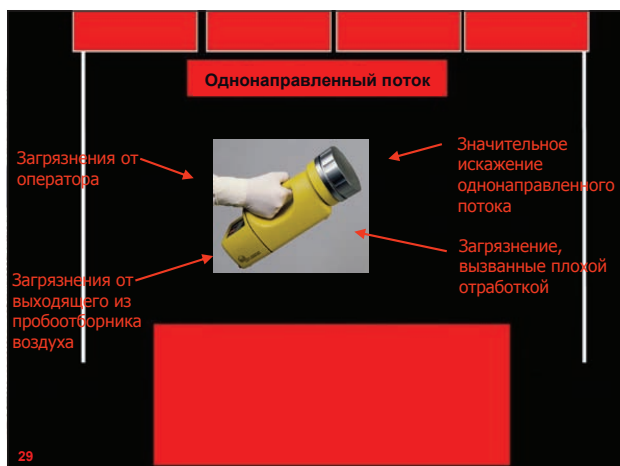 Однонаправленный поток
Загрязнения от
оператора
Значительное
искажение
однонаправленного
потока
Загрязнения от
выходящего из
пробоотборника
воздуха
Загрязнение,
вызванные плохой
отработкой
29